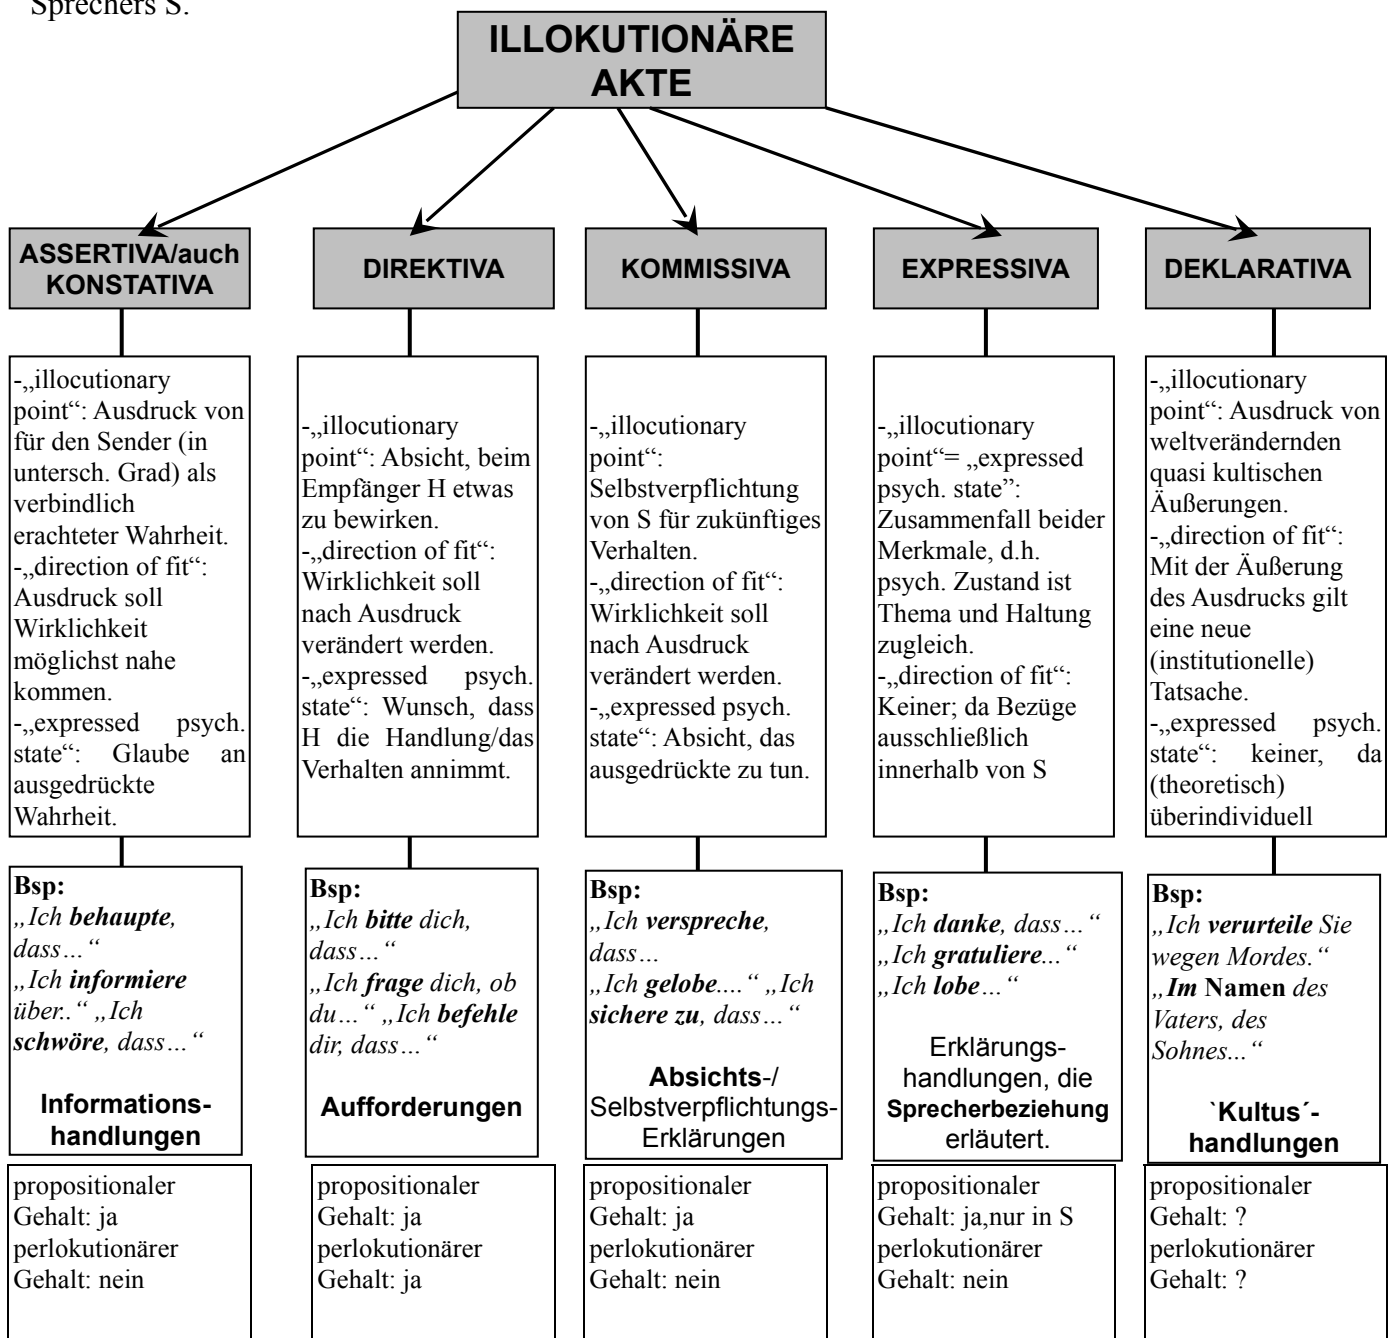 Sprechers S.
ILLOKUTIONÄRE
AKTE
ASSERTIVA/auch
KONSTATIVA
DIREKTIVA
KOMMISSIVA
EXPRESSIVA
DEKLARATIVA
-„illocutionary
point“: Ausdruck von
für den Sender (in
untersch. Grad) als
verbindlich
erachteter Wahrheit.
-„direction of fit“:
Ausdruck soll
Wirklichkeit
möglichst nahe
kommen.
-„expressed psych.
state“: Glaube an
ausgedrückte
Wahrheit.
-„illocutionary
point“: Absicht, beim
Empfänger H etwas
zu bewirken.
-„direction of fit“:
Wirklichkeit soll
nach Ausdruck
verändert werden.
-„expressed psych.
state“: Wunsch, dass
H die Handlung/das
Verhalten annimmt.
-„illocutionary
point“:
Selbstverpflichtung
von S für zukünftiges
Verhalten.
-„direction of fit“:
Wirklichkeit soll
nach Ausdruck
verändert werden.
-„expressed psych.
state“: Absicht, das
ausgedrückte zu tun.
-„illocutionary
point“= „expressed
psych. state”:
Zusammenfall beider
Merkmale, d.h.
psych. Zustand ist
Thema und Haltung
zugleich.
-„direction of fit“:
Keiner; da Bezüge
ausschließlich
innerhalb von S
-„illocutionary
point“: Ausdruck von
weltverändernden
quasi kultischen
Äußerungen.
-„direction of fit“:
Mit der Äußerung
des Ausdrucks gilt
eine neue
(institutionelle)
Tatsache.
-„expressed psych.
state“: keiner, da
(theoretisch)
überindividuell
Bsp:
„Ich behaupte,
dass…“
„Ich informiere
über..“ „Ich
schwöre, dass…“
Informations-
handlungen
Bsp:
„Ich bitte dich,
dass…“
„Ich frage dich, ob
du…“ „Ich befehle
dir, dass…“
Aufforderungen
Bsp:
„Ich verspreche,
dass…
„Ich gelobe....“ „Ich
sichere zu, dass…“
Absichts-/
Selbstverpflichtungs-
Erklärungen
Bsp:
„Ich danke, dass…“
„Ich gratuliere...“
„Ich lobe…“
Erklärungs-
handlungen, die
Sprecherbeziehung
erläutert.
Bsp:
„Ich verurteile Sie
wegen Mordes.“
„Im Namen des
Vaters, des
Sohnes...“
`Kultus´-
handlungen
propositionaler
Gehalt: ja
perlokutionärer
Gehalt: nein
propositionaler
Gehalt: ja
perlokutionärer
Gehalt: ja
propositionaler
Gehalt: ja
perlokutionärer
Gehalt: nein
propositionaler
Gehalt: ja,nur in S
perlokutionärer
Gehalt: nein
propositionaler
Gehalt: ?
perlokutionärer
Gehalt: ?